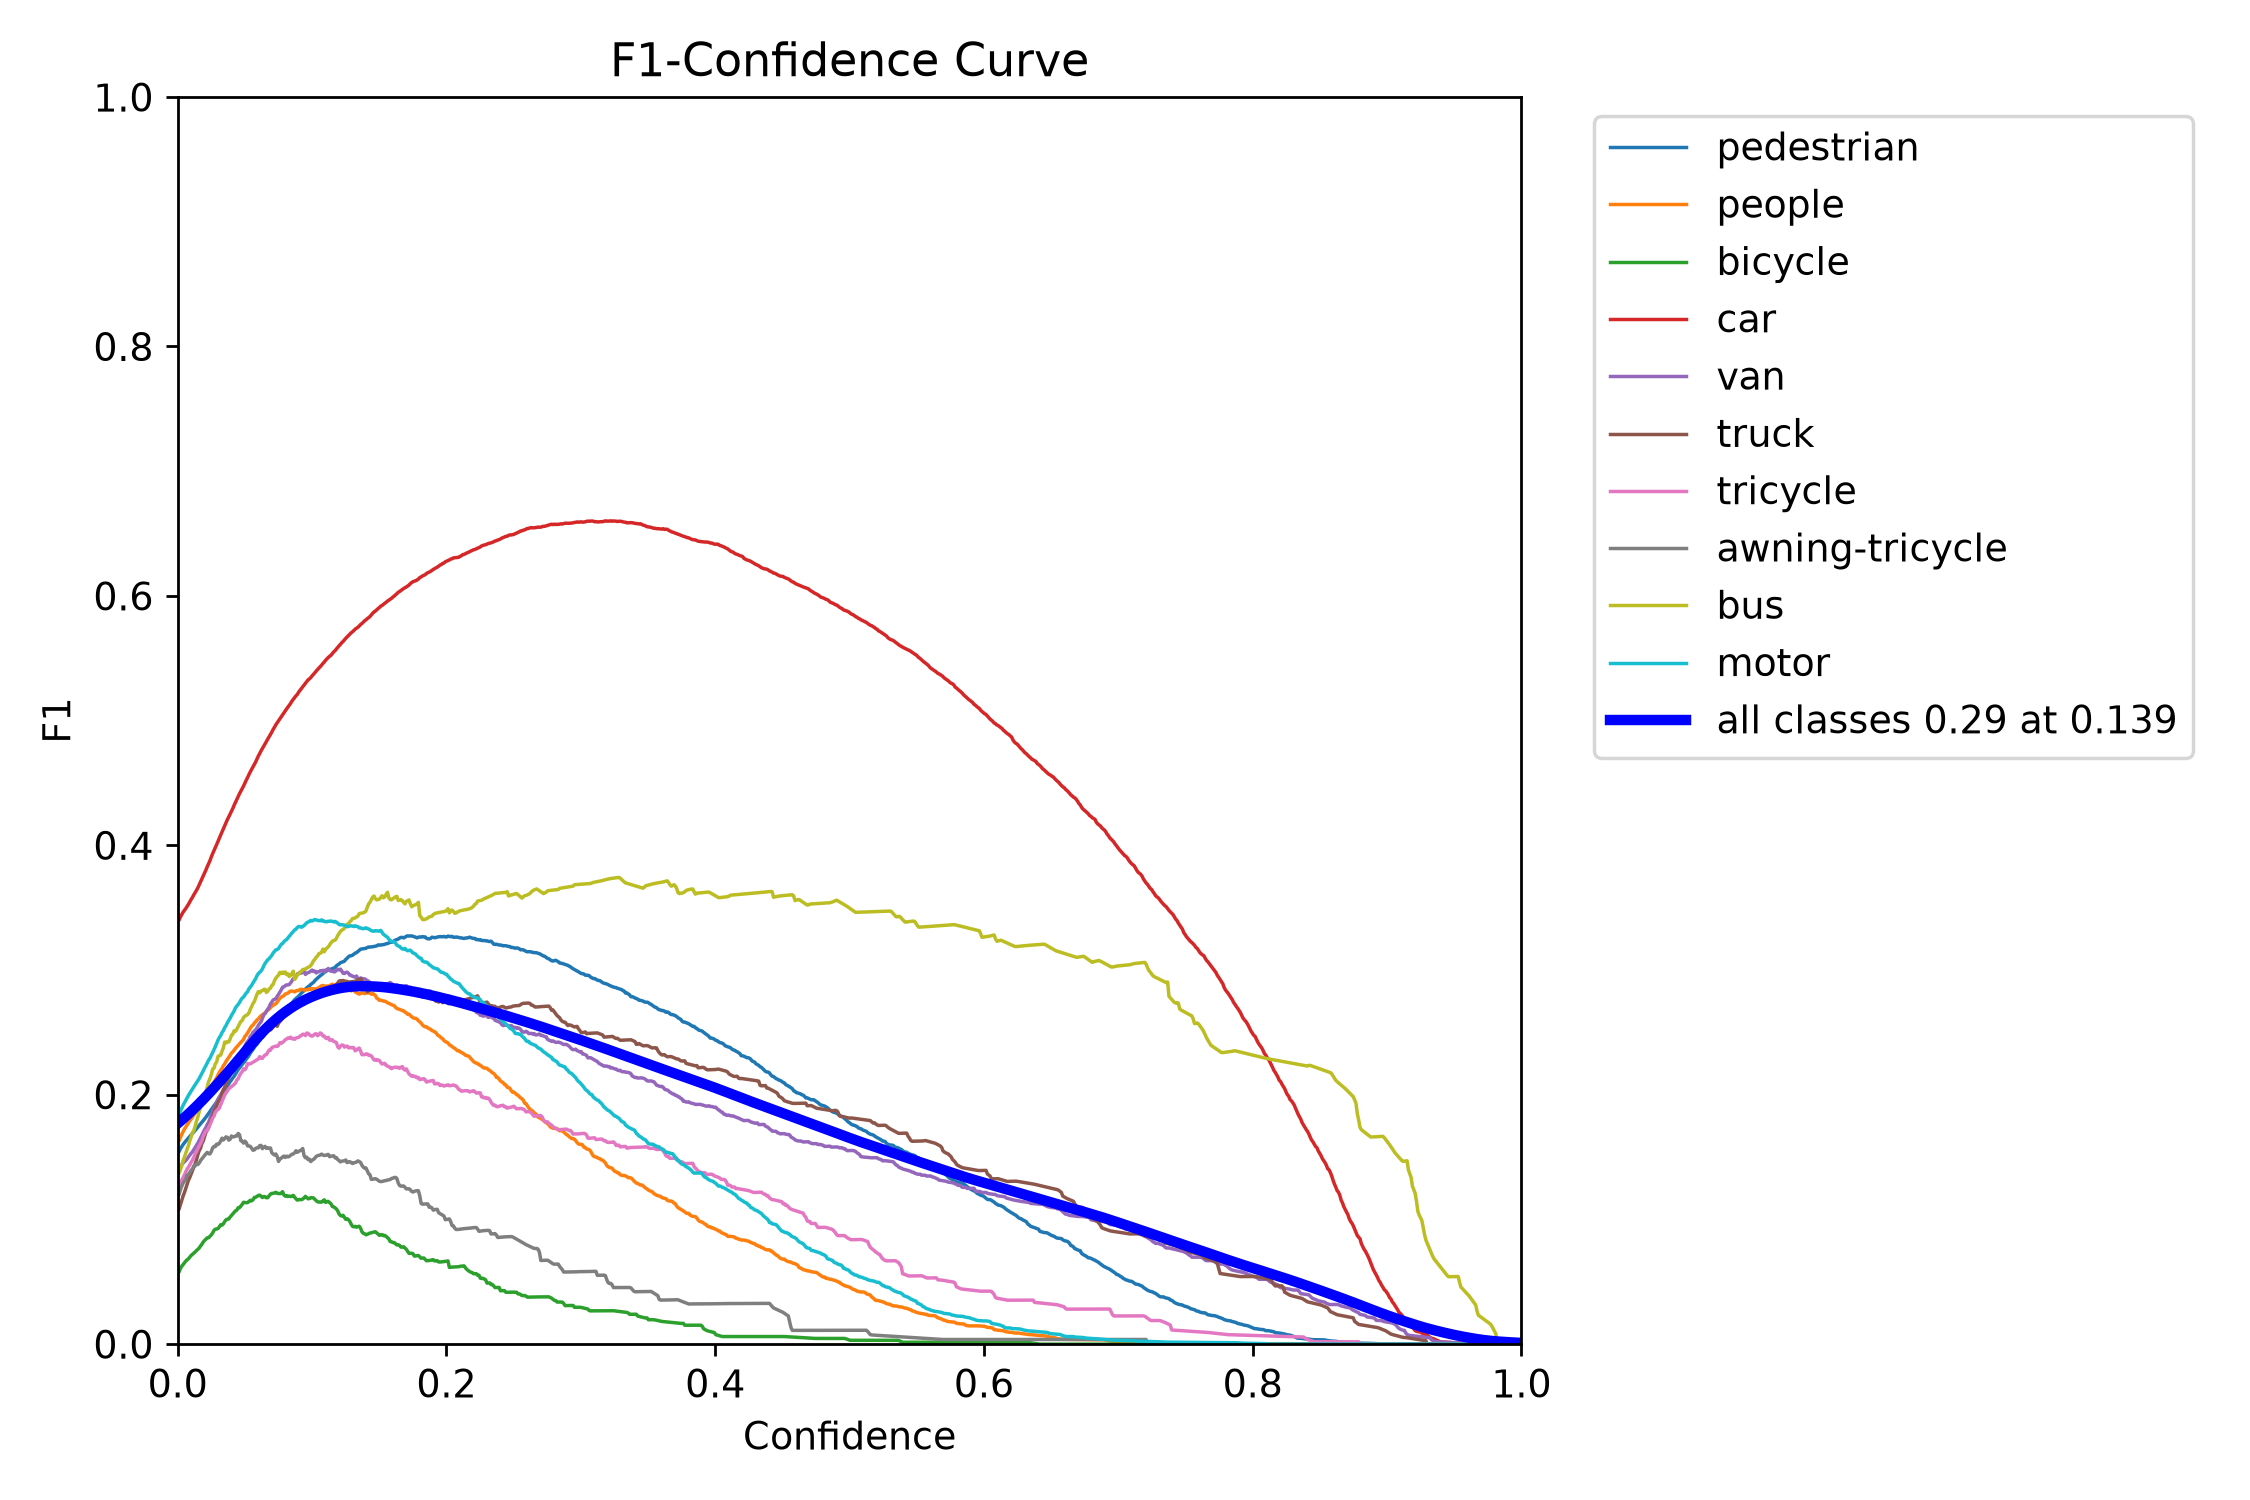 F1-Confidence Curve
1.0
0.8
0.6
0.4
0.2
0.0
F1
0.0 0.2 0.4 0.6 0.8 1.0
Confidence
pedestrian
people
bicycle
car
van
truck
tricycle
awning-tricycle
bus
motor
all classes 0.29 at 0.139